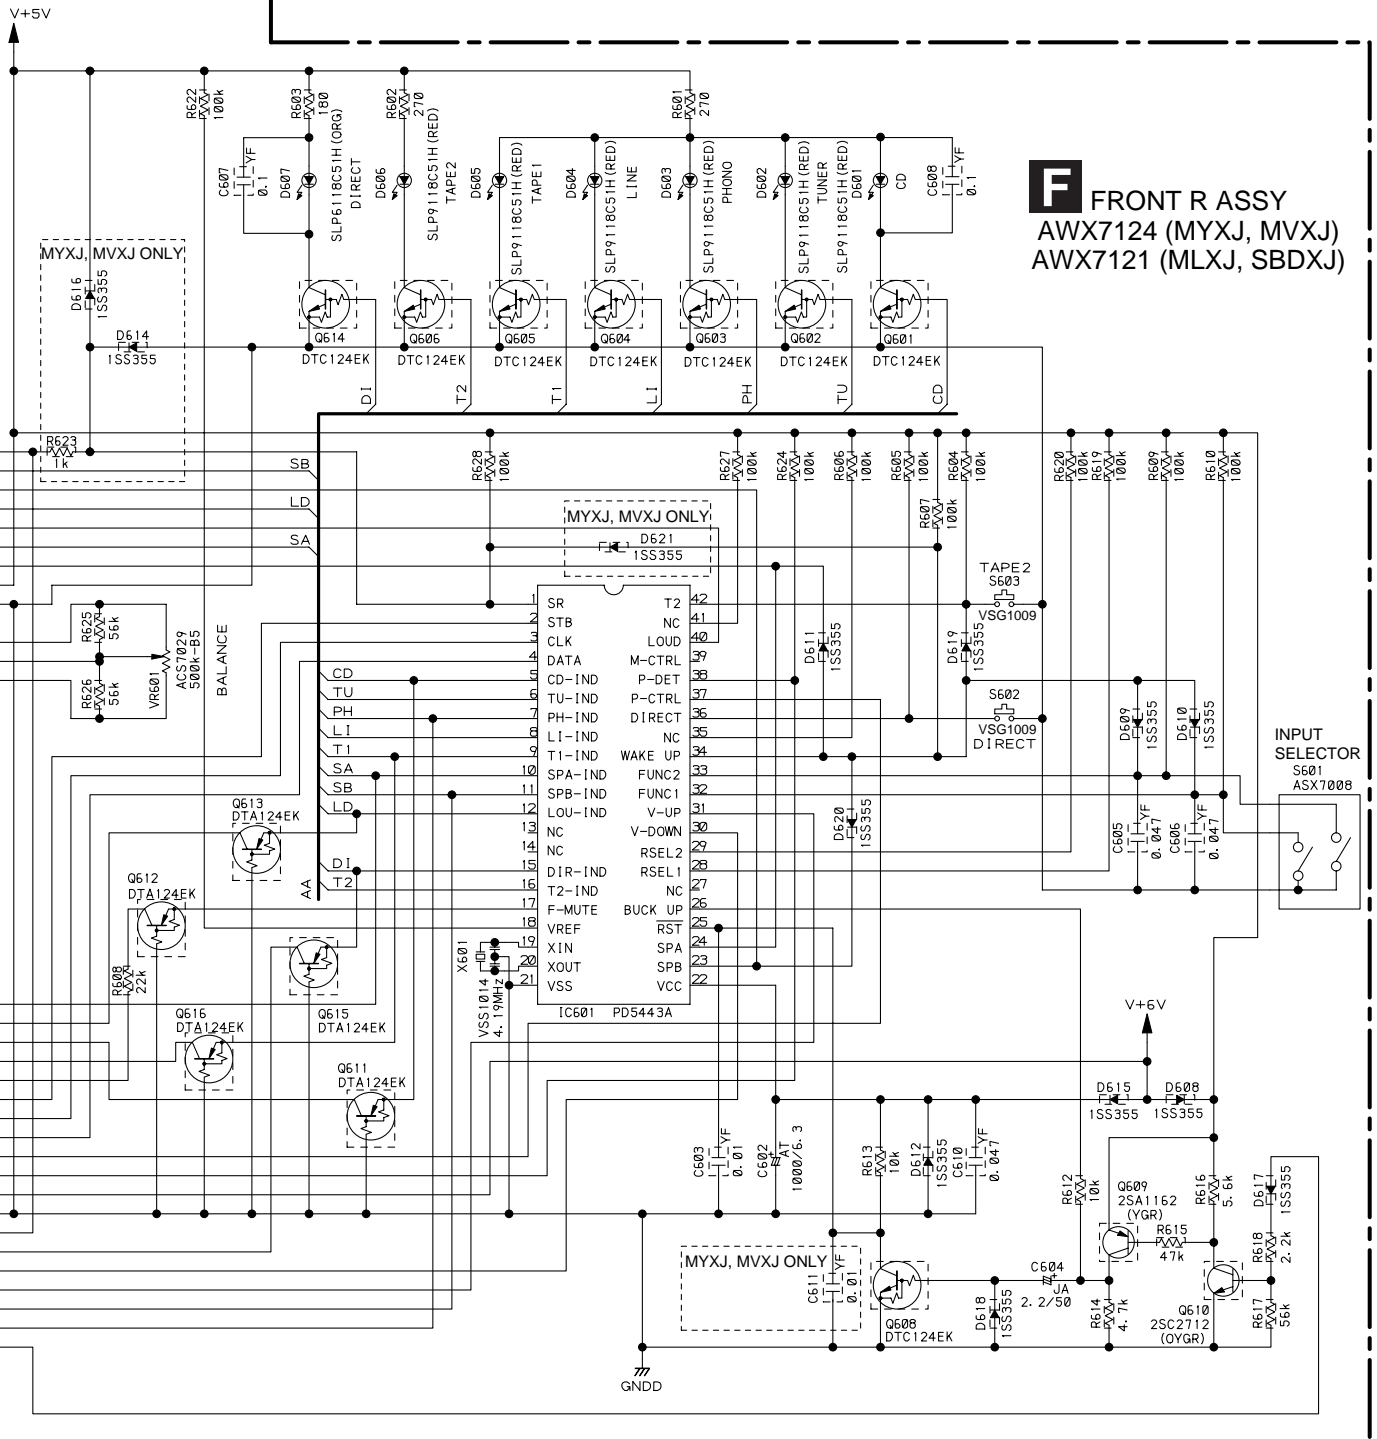 V+5V
R622
100k
R603
180
R602
270
R601
270
C607
YF
0.1
D607
SLP6118C51H(ORG)
DIRECT
D606
SLP9118C51H(RED)
TAPE2
D605
SLP9118C51H(RED)
TAPE1
D604
SLP9118C51H(RED)
LINE
D603
SLP9118C51H(RED)
PHONO
D602
SLP9118C51H(RED)
TUNER
D601
SLP9118C51H(RED)
CD
C608
YF
0.1
F FRONT R ASSY
AWX7124 (MYXJ, MVXJ)
AWX7121 (MLXJ, SBDXJ)
MYXJ, MVXJ ONLY
D616
1SS355
D614
1SS355
R623
1k
Q614
DTC124EK
Q606
DTC124EK
Q605
DTC124EK
Q604
DTC124EK
Q603
DTC124EK
Q602
DTC124EK
Q601
DTC124EK
DI
T2
T1
LI
PH
TU
CD
SB
LD
SA
R628
100k
R627
100k
R624
100k
R606
100k
R605
100k
R607
100k
R604
100k
R620
100k
R619
100k
R609
100k
R610
100k
MYXJ, MVXJ ONLY
D621
1SS355
TAPE2
S603
VSG1009
R625
56k
R626
56k
VR601
ACS7029
500k-B5
BALANCE
1 SR
2 STB
3 CLK
4 DATA
5 CD-IND
6 TU-IND
7 PH-IND
8 LI-IND
9 T1-IND
10 SPA-IND
11 SPB-IND
12 LOU-IND
13 NC
14 NC
15 DIR-IND
16 T2-IND
17 F-MUTE
18 VREF
19 XIN
20 XOUT
21 VSS
T2 42
NC 41
LOUD 40
M-CTRL 39
P-DET 38
P-CTRL 37
DIRECT 36
NC 35
WAKE UP 34
FUNC2 33
FUNC1 32
V-UP 31
V-DOWN 30
RSEL2 29
RSEL1 28
NC 27
BUCK UP 26
RST 25
SPA 24
SPB 23
VCC 22
IC601 PD5443A
CD
TU
PH
LI
T1
SA
SB
LD
DI
T2
AA
D611
1SS355
D619
1SS355
S602
VSG1009
DIRECT
D620
1SS355
D609
1SS355
D610
1SS355
C605
YF
0.047
C606
YF
0.047
INPUT
SELECTOR
S601
ASX7008
Q613
DTA124EK
Q612
DTA124EK
R608
22k
Q616
DTA124EK
Q615
DTA124EK
Q611
DTA124EK
X601
VSS1014
4.19MHz
V+6V
D615
1SS355
D608
1SS355
C603
YF
0.01
C602
AT
1000/6.3
R613
10k
D612
1SS355
C610
YF
0.047
R612
10k
Q609
2SA1162
(YGR)
R615
47k
R616
5.6k
D617
1SS355
R618
2.2k
R617
56k
MYXJ, MVXJ ONLY
C611
YF
0.01
Q608
DTC124EK
D618
1SS355
C604
JA
2.2/50
R614
4.7k
Q610
2SC2712
(OYGR)
GNDD